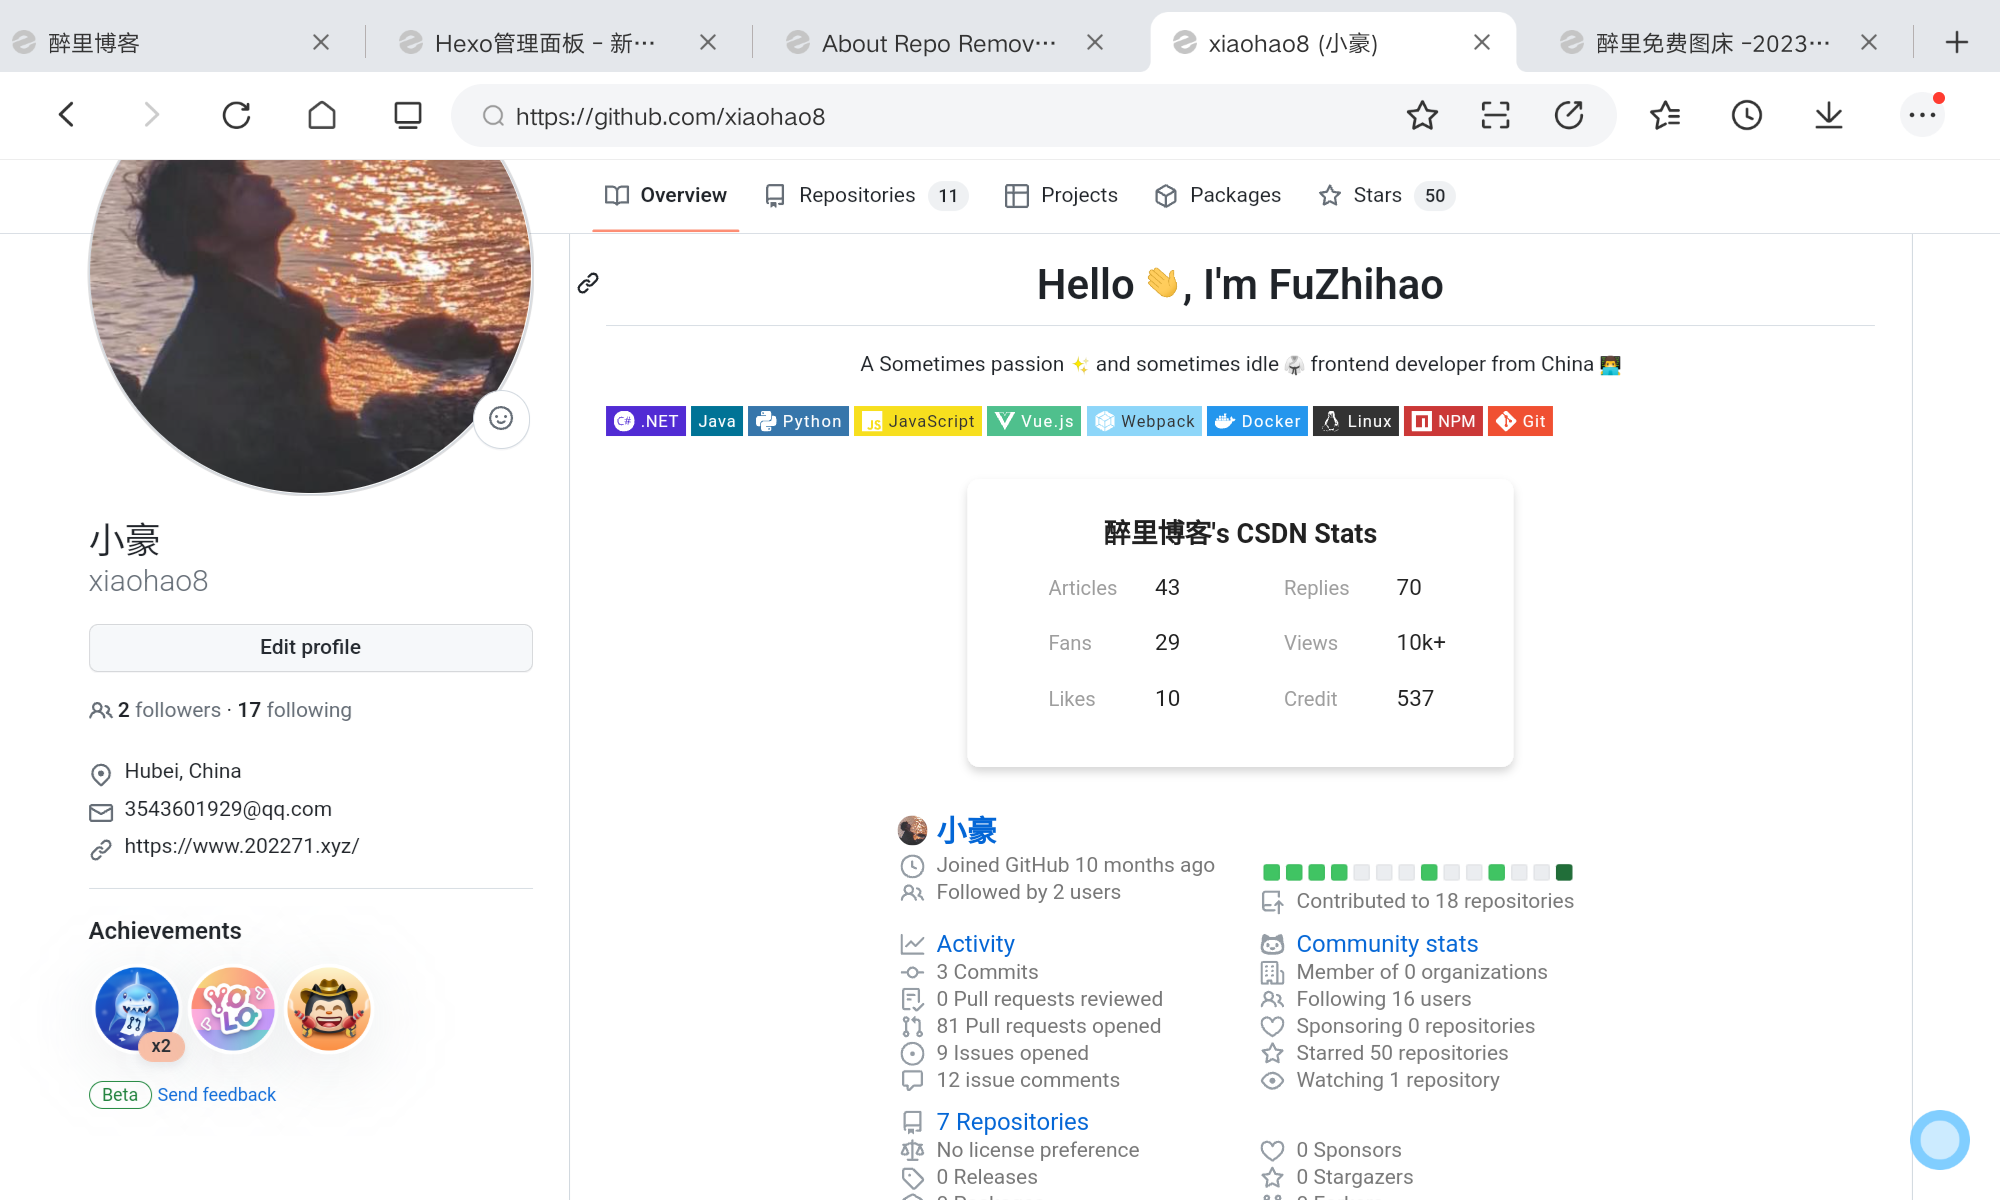 醉里博客
Hexo管理面板 - 新···
About Repo Remov···
xiaohao8 (小豪)
醉里免费图床 -2023···
https://github.com/xiaohao8
Overview
Repositories 11
Projects
Packages
Stars 50
小豪
xiaohao8
Edit profile
2 followers · 17 following
Hubei, China
3543601929@qq.com
https://www.202271.xyz/
Achievements
YOLO
x2
Beta Send feedback
Hello 👋, I'm FuZhihao
A Sometimes passion ✨ and sometimes idle 🥋 frontend developer from China 👨‍💻
C# .NET Java Python JS JavaScript Vue.js Webpack Docker Linux NPM Git
醉里博客's CSDN Stats
Articles 43 Replies 70
Fans 29 Views 10k+
Likes 10 Credit 537
小豪
Joined GitHub 10 months ago
Followed by 2 users
Contributed to 18 repositories
Activity
3 Commits
0 Pull requests reviewed
81 Pull requests opened
9 Issues opened
12 issue comments
Community stats
Member of 0 organizations
Following 16 users
Sponsoring 0 repositories
Starred 50 repositories
Watching 1 repository
7 Repositories
No license preference
0 Releases
0 Sponsors
0 Stargazers